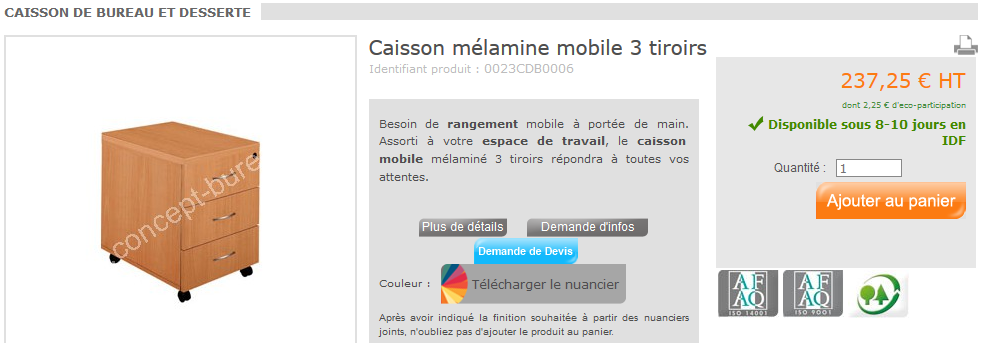 CAISSON DE BUREAU ET DESSERTE
concept-bure
Caisson mélamine mobile 3 tiroirs
Identifiant produit : 0023CDB0006
Besoin de rangement mobile à portée de main.
Assorti à votre espace de travail, le caisson
mobile mélaminé 3 tiroirs répondra à toutes vos
attentes.
Plus de détails
Demande d'infos
Demande de Devis
Couleur :
Télécharger le nuancier
Après avoir indiqué la finition souhaitée à partir des nuanciers
joints, n'oubliez pas d'ajouter le produit au panier.
237,25 € HT
dont 2,25 € d'eco-participation
Disponible sous 8-10 jours en
IDF
Quantité : 1
Ajouter au panier
AF
AQ
ISO 14001
AF
AQ
ISO 9001